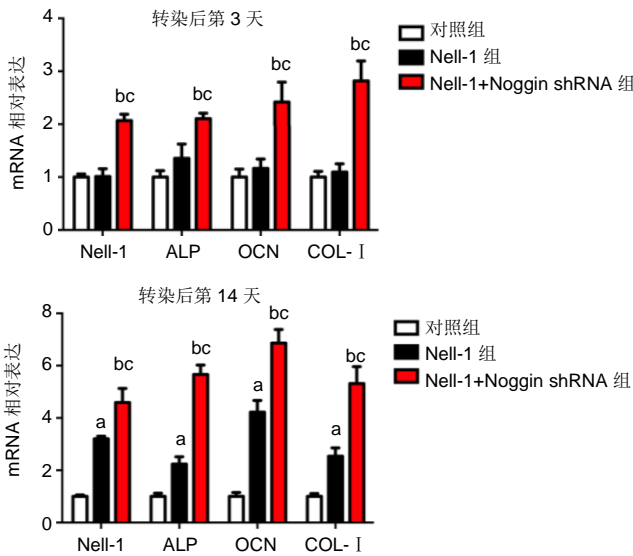 转染后第 3 天
4
3
2
1
0
mRNA 相对表达
bc
bc
bc
bc
Nell-1 ALP OCN COL-Ⅰ
对照组
Nell-1 组
Nell-1+Noggin shRNA 组
转染后第 14 天
8
6
4
2
0
mRNA 相对表达
a bc
a bc
a bc
a bc
Nell-1 ALP OCN COL-Ⅰ
对照组
Nell-1 组
Nell-1+Noggin shRNA 组